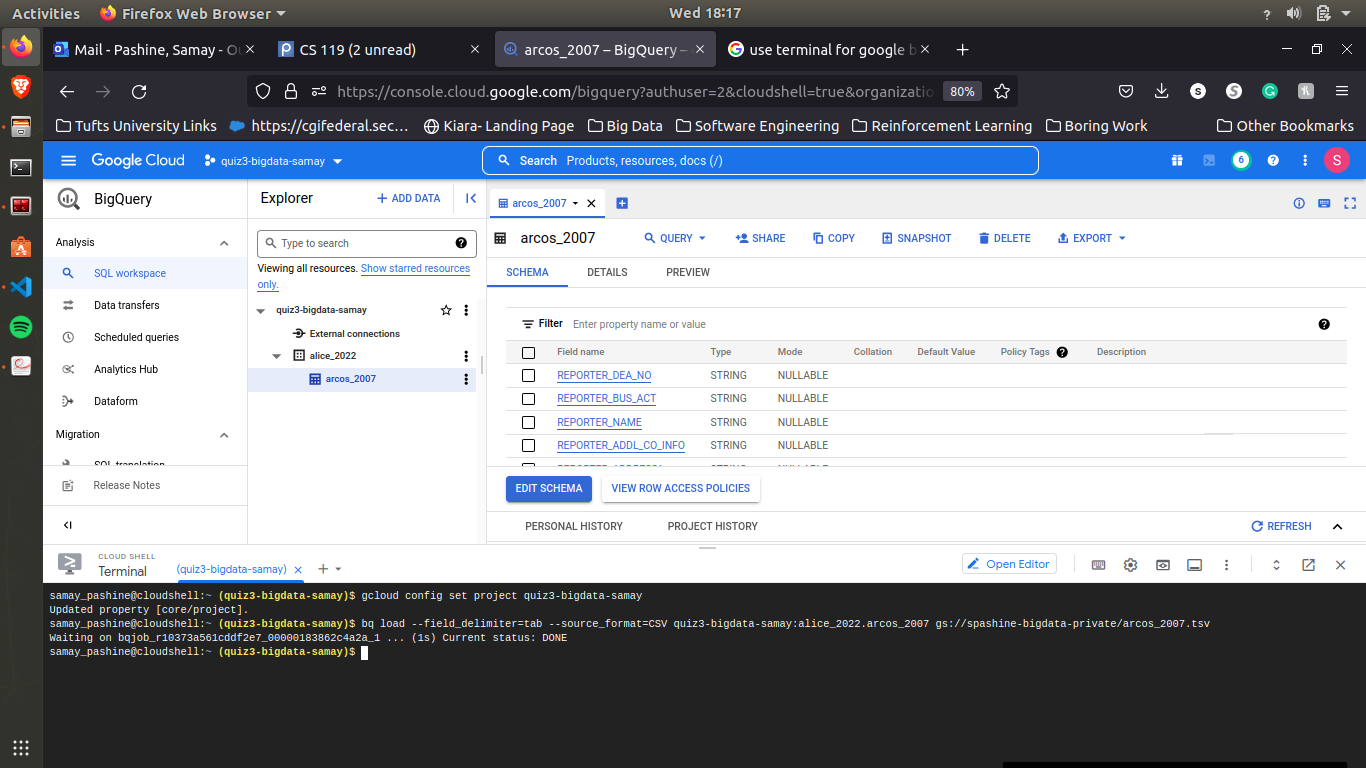 Activities Firefox Web Browser Wed 18:17
Mail - Pashine, Samay - Ou CS 119 (2 unread) arcos_2007 – BigQuery – use terminal for google b
https://console.cloud.google.com/bigquery?authuser=2&cloudshell=true&organizatio 80%
Tufts University Links https://cgifederal.sec… Kiara- Landing Page Big Data Software Engineering Reinforcement Learning Boring Work Other Bookmarks
Google Cloud quiz3-bigdata-samay Search Products, resources, docs (/) 6 S
BigQuery Explorer + ADD DATA arcos_2007
arcos_2007 QUERY SHARE COPY SNAPSHOT DELETE EXPORT
Analysis Type to search
Viewing all resources. Show starred resources only.
SQL workspace SCHEMA DETAILS PREVIEW
Data transfers
Scheduled queries
Analytics Hub
Dataform
Migration
SQL translation
Release Notes
quiz3-bigdata-samay
External connections
alice_2022
arcos_2007
Filter Enter property name or value
Field name Type Mode Collation Default Value Policy Tags Description
REPORTER_DEA_NO STRING NULLABLE
REPORTER_BUS_ACT STRING NULLABLE
REPORTER_NAME STRING NULLABLE
REPORTER_ADDL_CO_INFO STRING NULLABLE
EDIT SCHEMA VIEW ROW ACCESS POLICIES
PERSONAL HISTORY PROJECT HISTORY REFRESH
CLOUD SHELL
Terminal (quiz3-bigdata-samay) Open Editor
samay_pashine@cloudshell:~ (quiz3-bigdata-samay)$ gcloud config set project quiz3-bigdata-samay
Updated property [core/project].
samay_pashine@cloudshell:~ (quiz3-bigdata-samay)$ bq load --field_delimiter=tab --source_format=CSV quiz3-bigdata-samay:alice_2022.arcos_2007 gs://spashine-bigdata-private/arcos_2007.tsv
Waiting on bqjob_r10373a561cddf2e7_00000183862c4a2a_1 ... (1s) Current status: DONE
samay_pashine@cloudshell:~ (quiz3-bigdata-samay)$